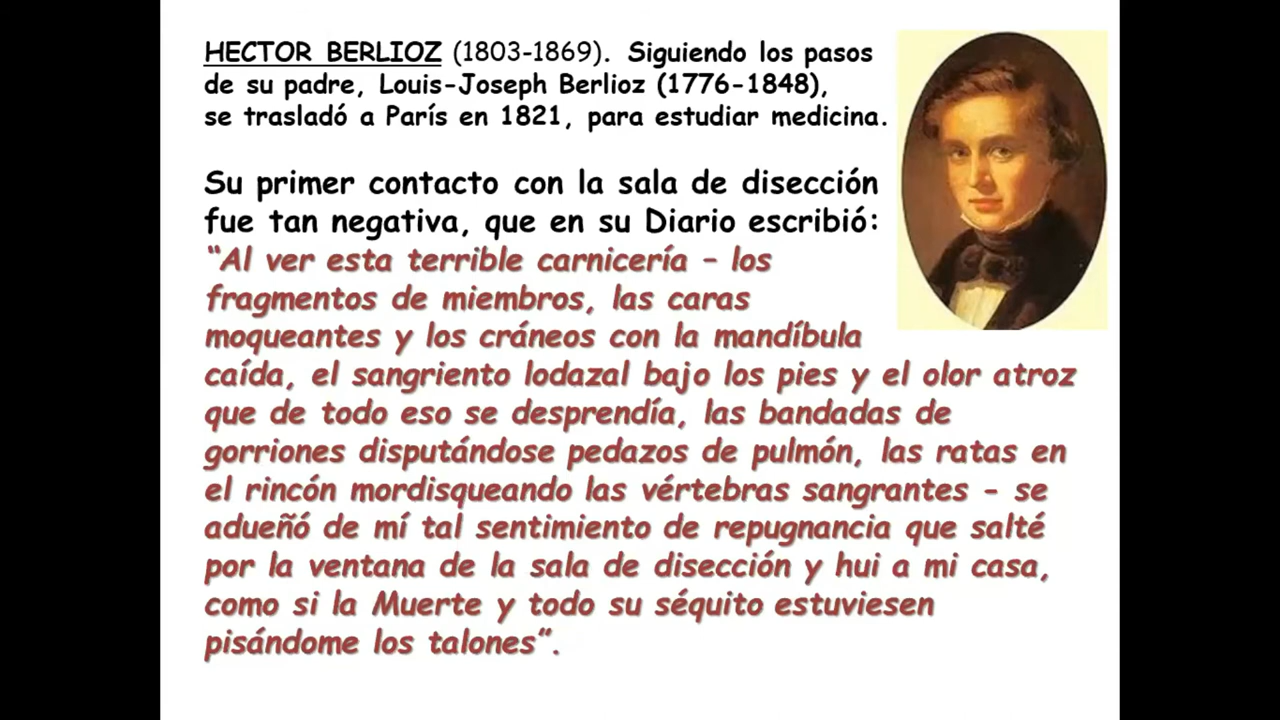 HECTOR BERLIOZ (1803-1869). Siguiendo los pasos
de su padre, Louis-Joseph Berlioz (1776-1848),
se trasladó a París en 1821, para estudiar medicina.
Su primer contacto con la sala de disección
fue tan negativa, que en su Diario escribió:
“Al ver esta terrible carnicería – los
fragmentos de miembros, las caras
moqueantes y los cráneos con la mandíbula
caída, el sangriento lodazal bajo los pies y el olor atroz
que de todo eso se desprendía, las bandadas de
gorriones disputándose pedazos de pulmón, las ratas en
el rincón mordisqueando las vértebras sangrantes - se
adueñó de mí tal sentimiento de repugnancia que salté
por la ventana de la sala de disección y hui a mi casa,
como si la Muerte y todo su séquito estuviesen
pisándome los talones”.